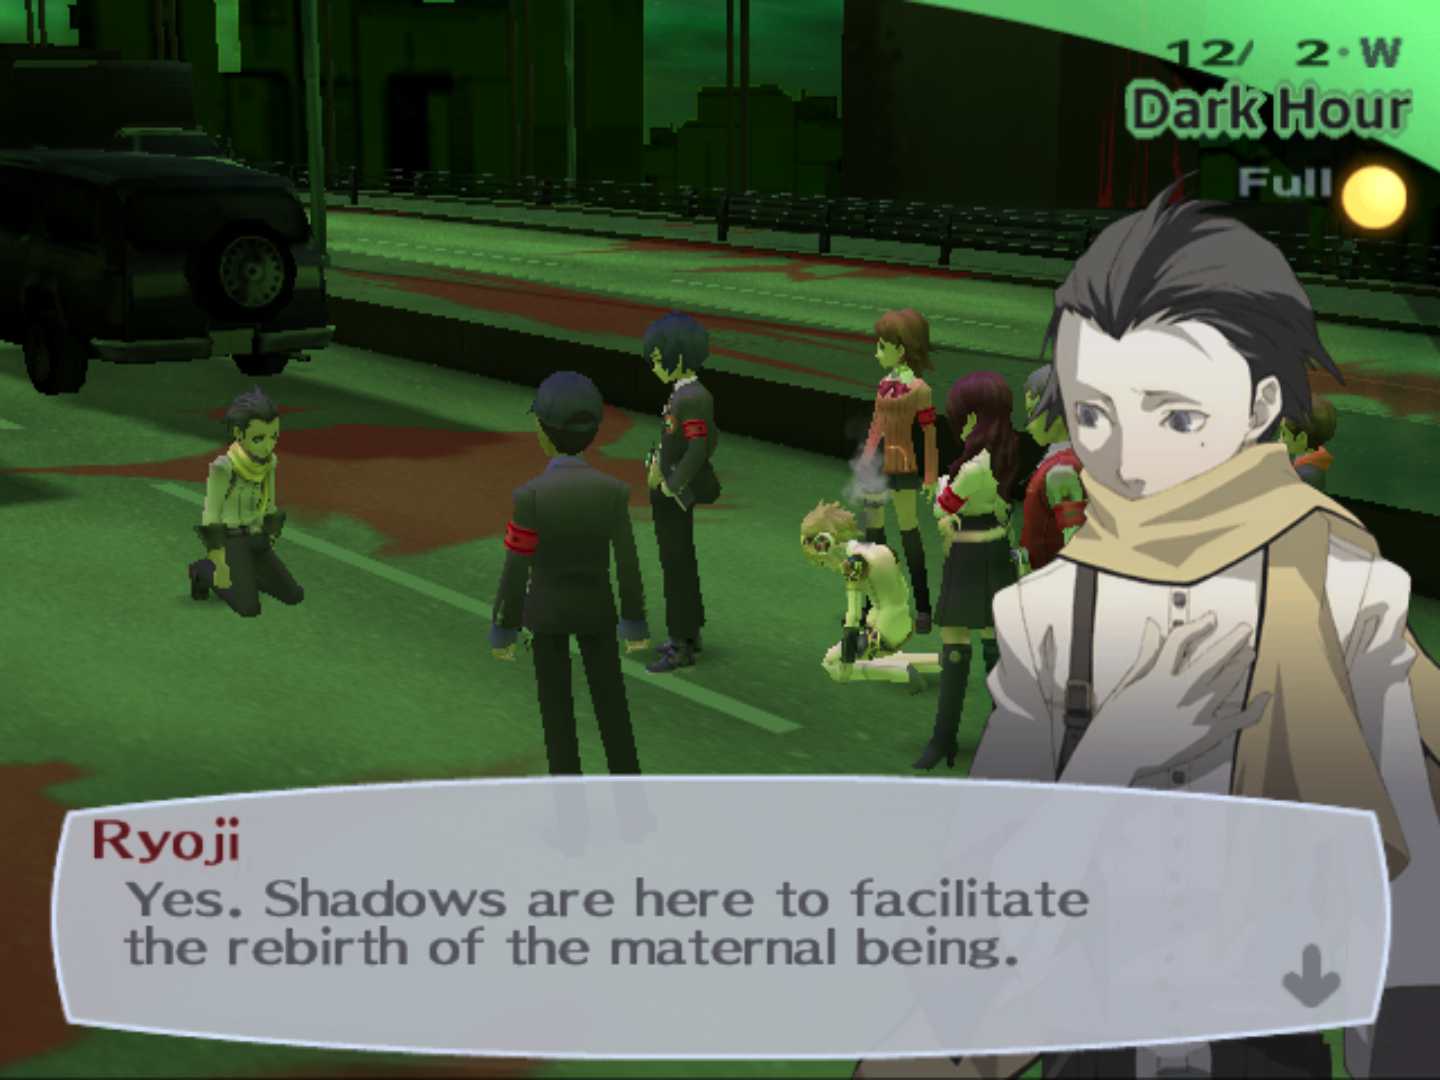 12/ 2·W
Dark Hour
Full
Ryoji
Yes. Shadows are here to facilitate
the rebirth of the maternal being.